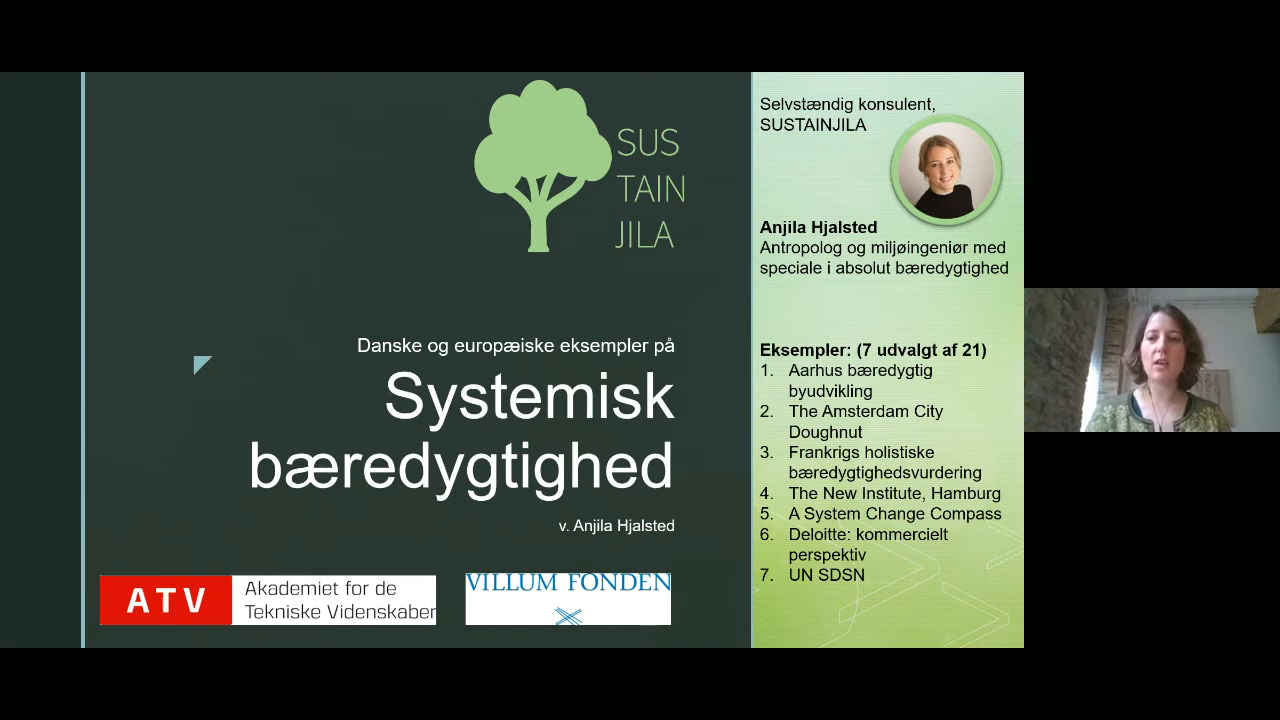 SUS
TAIN
JILA
Danske og europæiske eksempler på
Systemisk
bæredygtighed
v. Anjila Hjalsted
ATV
Akademiet for de
Tekniske Videnskaber
VILLUM FONDEN
Selvstændig konsulent,
SUSTAINJILA
Anjila Hjalsted
Antropolog og miljøingeniør med
speciale i absolut bæredygtighed
Eksempler: (7 udvalgt af 21)
1. Aarhus bæredygtig
byudvikling
2. The Amsterdam City
Doughnut
3. Frankrigs holistiske
bæredygtighedsvurdering
4. The New Institute, Hamburg
5. A System Change Compass
6. Deloitte: kommercielt
perspektiv
7. UN SDSN